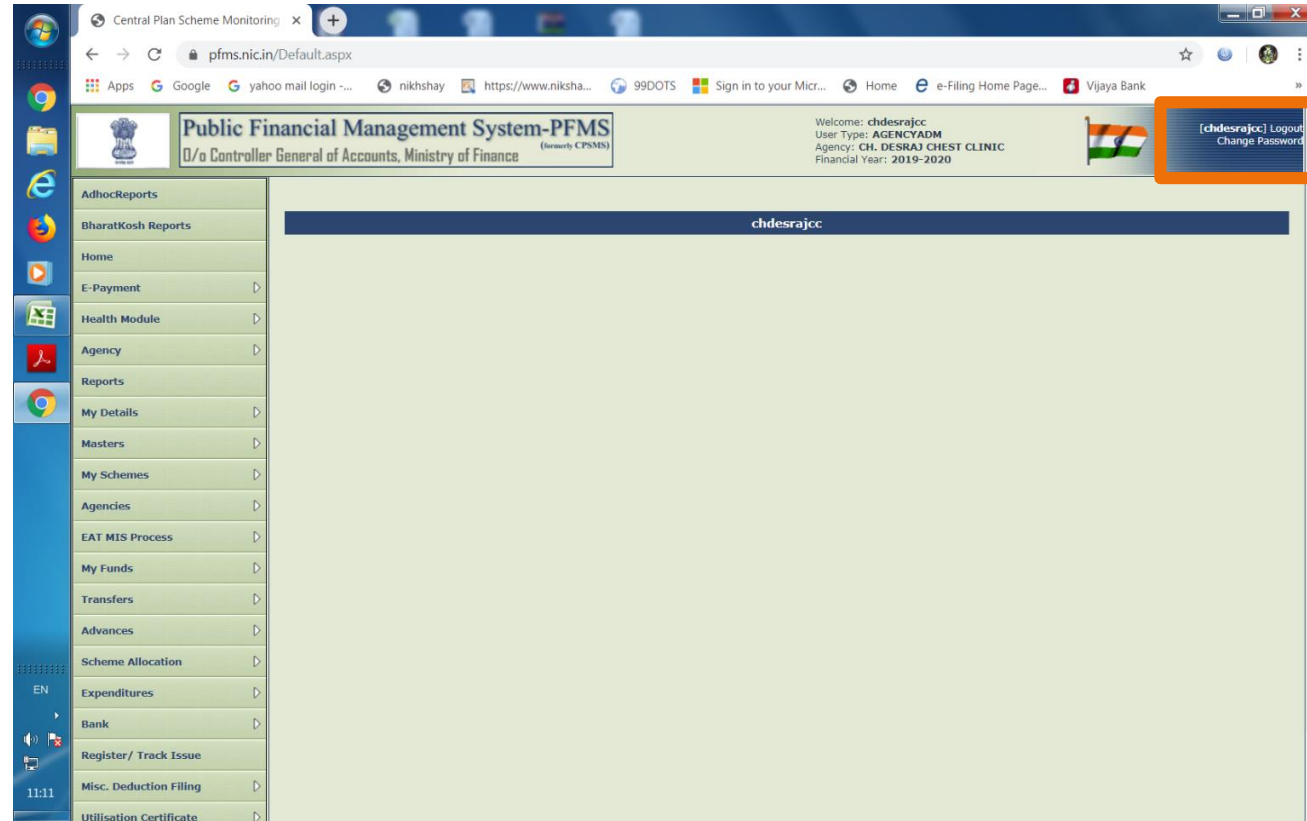 Central Plan Scheme Monitoring
pfms.nic.in/Default.aspx
Apps Google yahoo mail login -... nikhshay https://www.niksha... 99DOTS Sign in to your Micr... Home e-Filing Home Page... Vijaya Bank »
Public Financial Management System-PFMS
(formerly CPSMS)
O/o Controller General of Accounts, Ministry of Finance
Welcome: chdesrajcc
User Type: AGENCYADM
Agency: CH. DESRAJ CHEST CLINIC
Financial Year: 2019-2020
[chdesrajcc] Logout
Change Password
AdhocReports
BharatKosh Reports
chdesrajcc
Home
E-Payment
Health Module
Agency
Reports
My Details
Masters
My Schemes
Agencies
EAT MIS Process
My Funds
Transfers
Advances
Scheme Allocation
Expenditures
Bank
Register/ Track Issue
Misc. Deduction Filing
Utilisation Certificate
EN
11:11